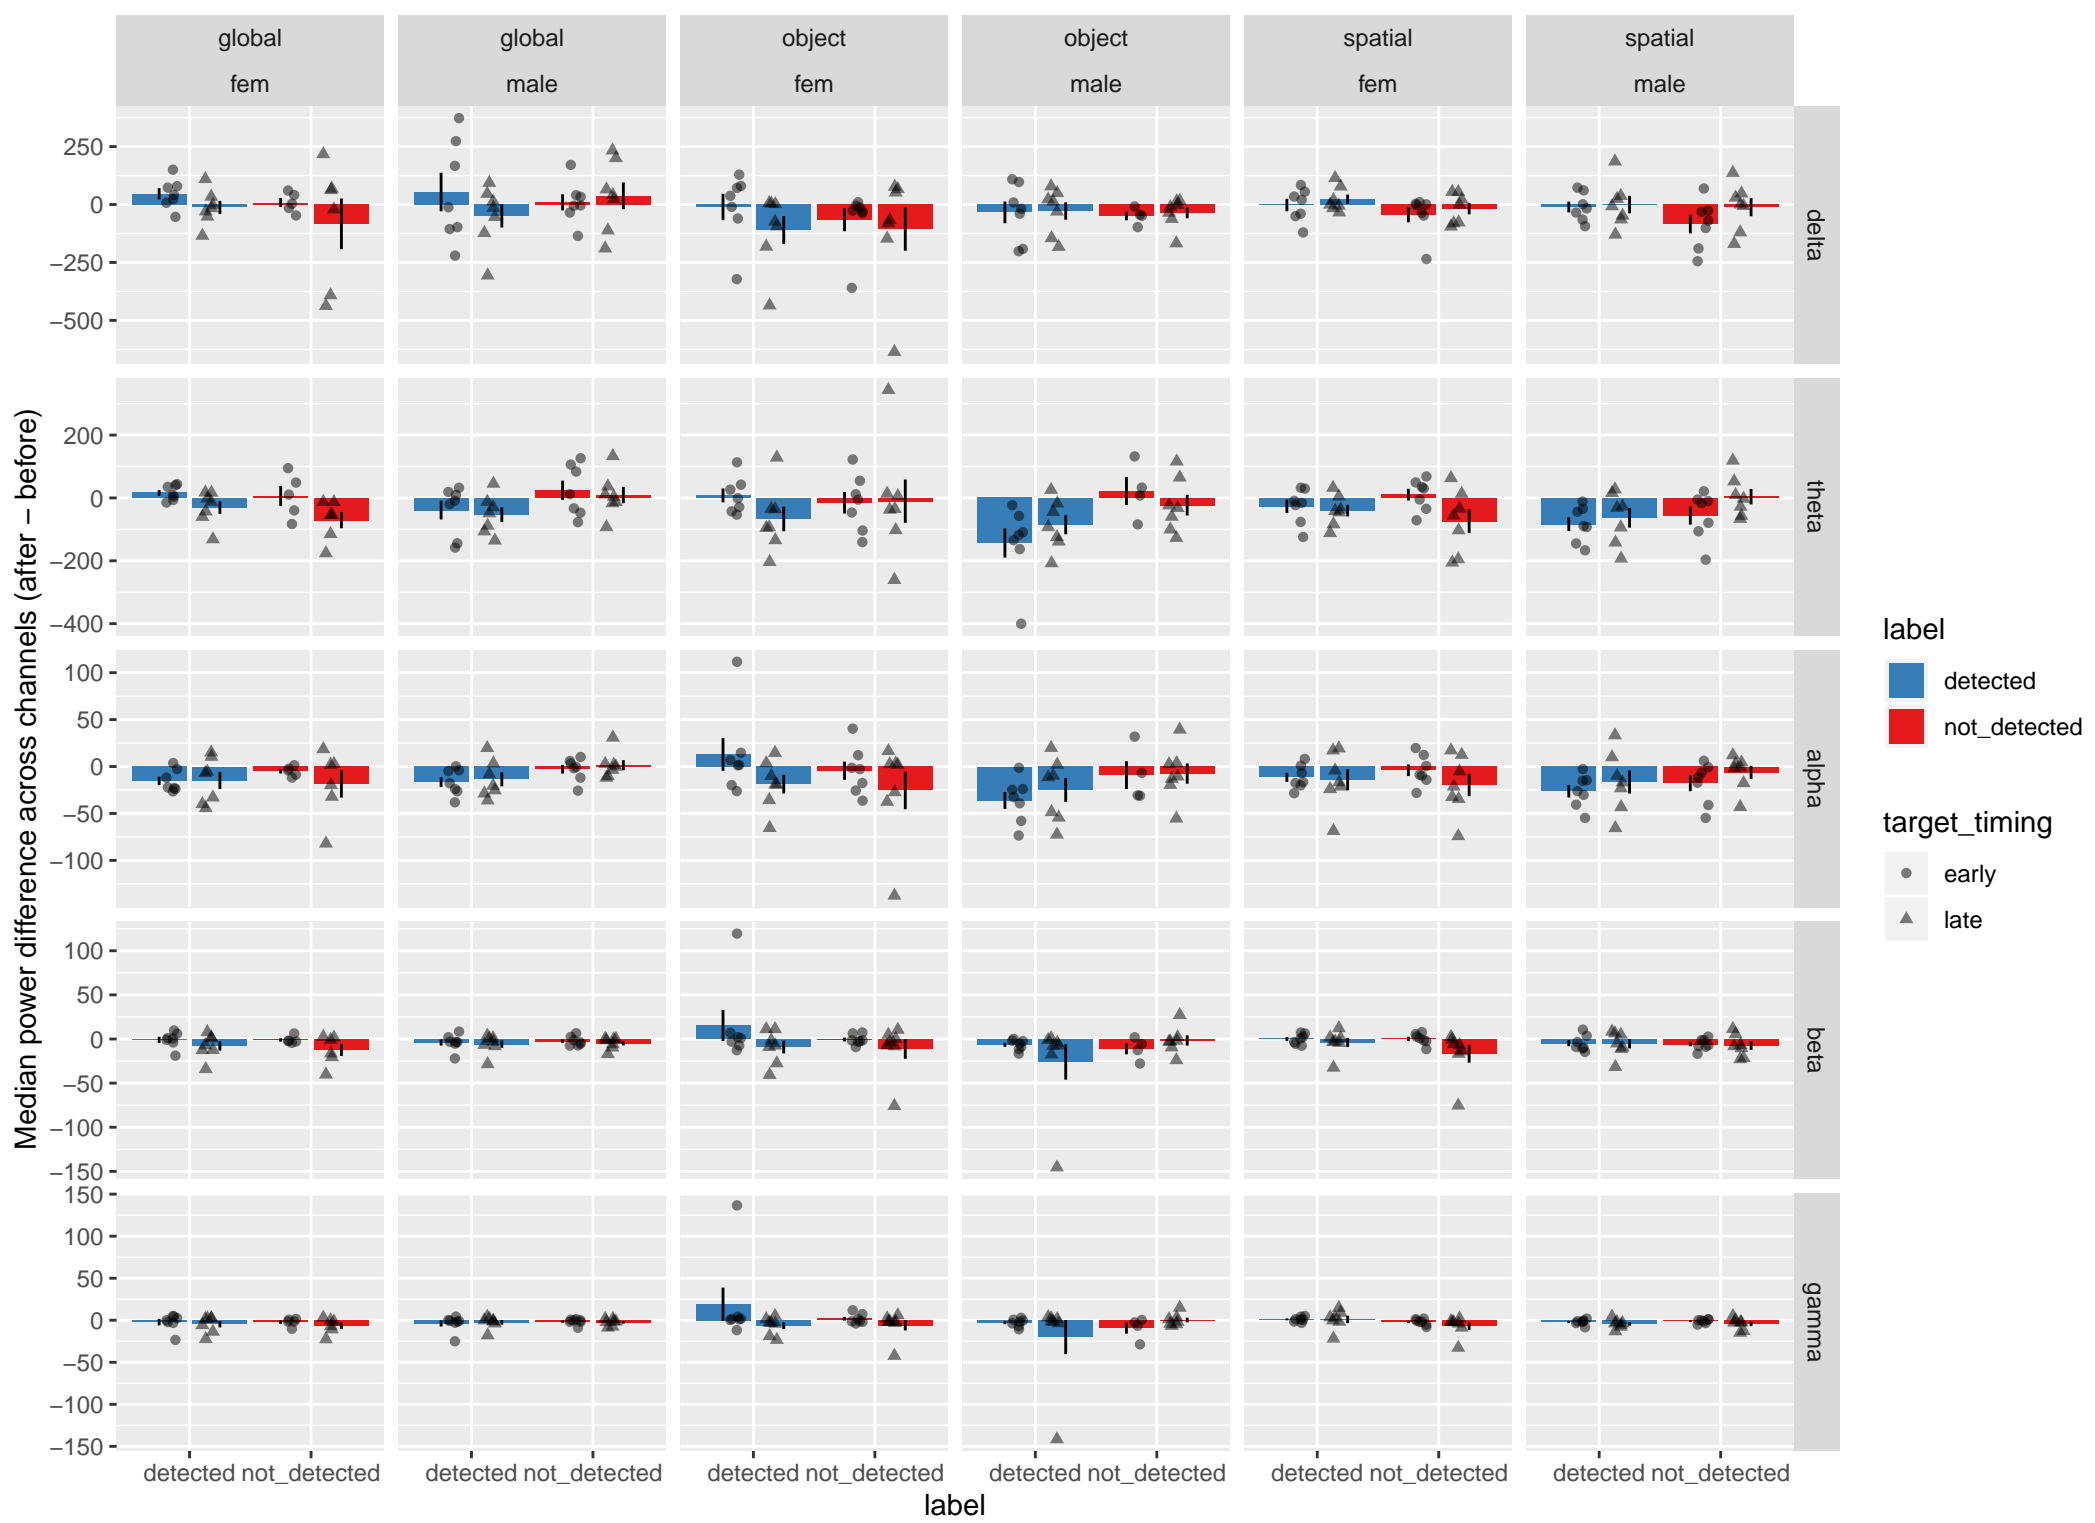 global global object object spatial spatial
fem male fem male fem male
250
0
−250
−500
delta
200
0
−200
−400
theta
100
50
0
−50
−100
alpha
100
50
0
−50
−100
−150
beta
150
100
50
0
−50
−100
−150
gamma
Median power difference across channels (after − before)
detected not_detected detected not_detected detected not_detected detected not_detected detected not_detected detected not_detected
label
label
detected
not_detected
target_timing
early
late